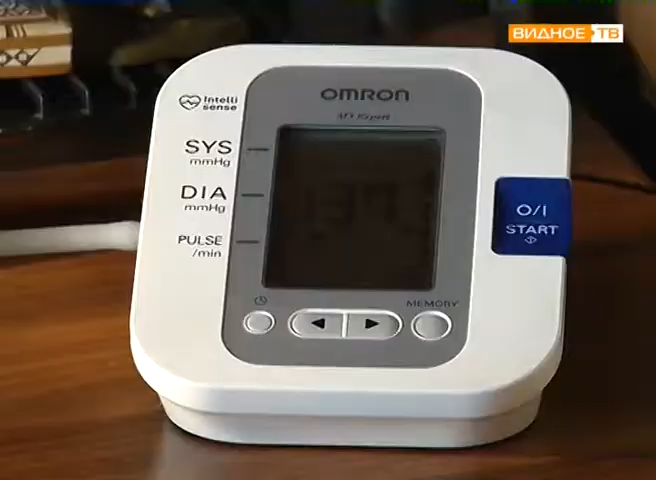 ВИДНОЕ ТВ
OMRON
Intelli
sense
SYS
mmHg
DIA
mmHg
PULSE
/min
O/I
START
MEMORY